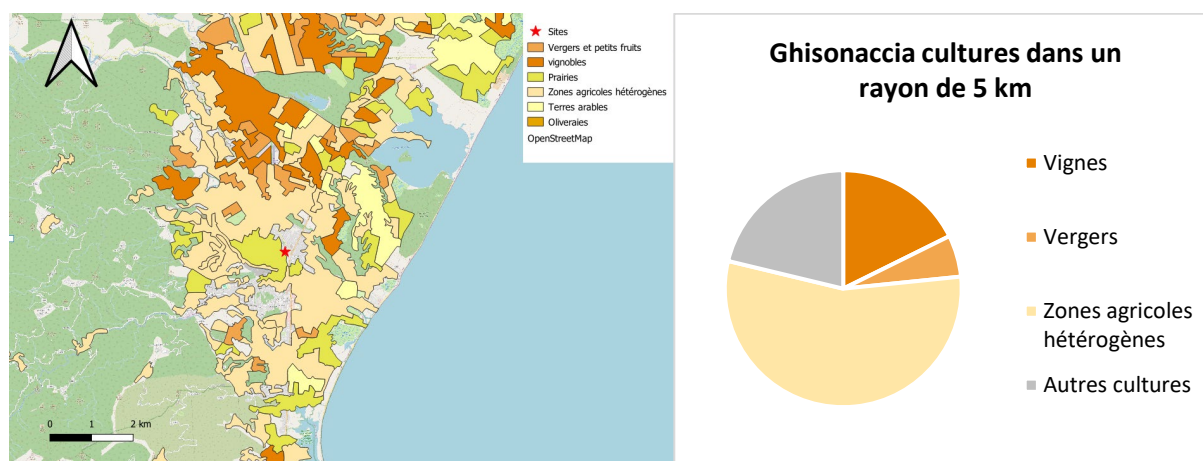 Sites
Vergers et petits fruits
vignobles
Prairies
Zones agricoles hétérogènes
Terres arables
Oliveraies
OpenStreetMap
0 1 2 km
Ghisonaccia cultures dans un
rayon de 5 km
Vignes
Vergers
Zones agricoles
hétérogènes
Autres cultures